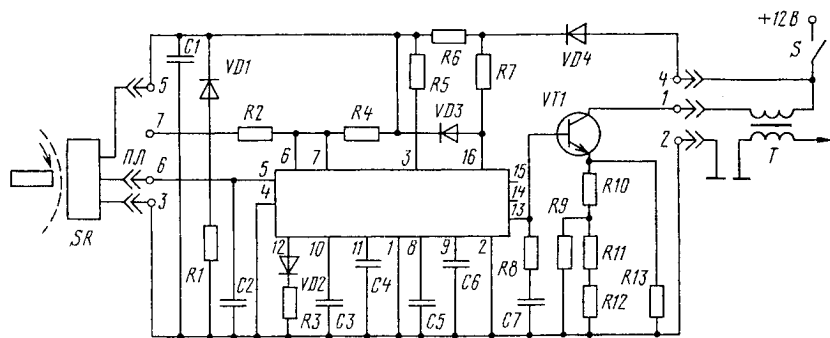 +12В
C1
R6
VD4
S
5
VD1
R5
R7
4
7
R2
R4
VD3
VT1
1
ПЛ
6
7
3
16
2
6
5
15
T
3
4
14
13
R10
SR
12
10
11
1
8
9
2
R9
R11
R1
C2
VD2
C4
C6
R8
R13
R3
C3
C5
C7
R12